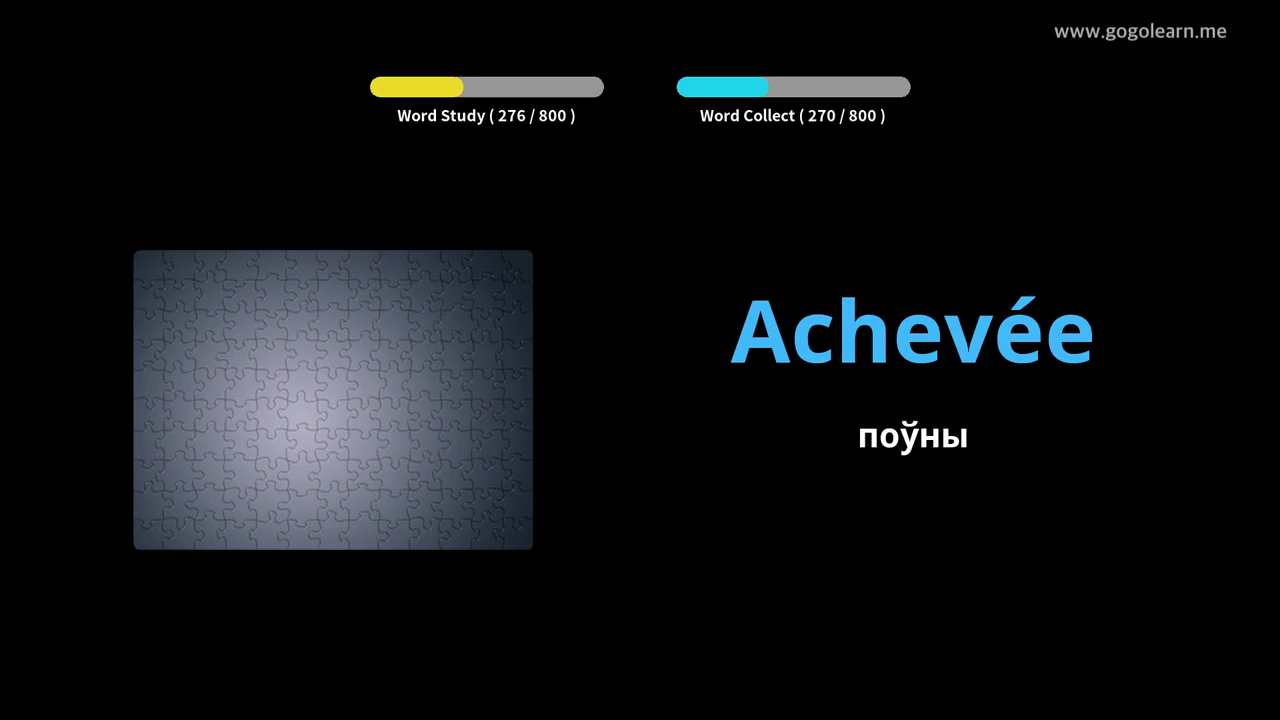 www.gogolearn.me
Word Study ( 276 / 800 )
Word Collect ( 270 / 800 )
Achevée
поўны